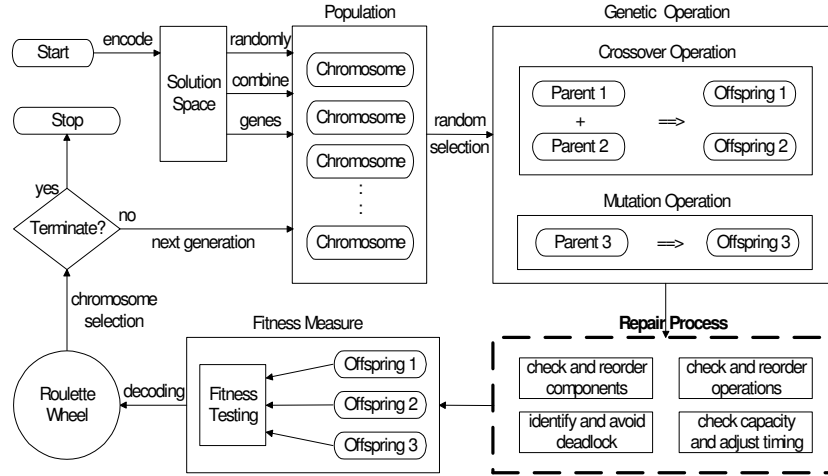 Population
Genetic Operation
Start
encode
Solution
Space
randomly
combine
genes
Chromosome
Chromosome
Chromosome
Chromosome
random
selection
Crossover Operation
Parent 1
+
Parent 2
==>
Offspring 1
Offspring 2
Mutation Operation
Parent 3
==>
Offspring 3
Stop
yes
Terminate?
no
next generation
chromosome
selection
Roulette
Wheel
decoding
Fitness Measure
Fitness
Testing
Offspring 1
Offspring 2
Offspring 3
Repair Process
check and reorder
components
check and reorder
operations
identify and avoid
deadlock
check capacity
and adjust timing